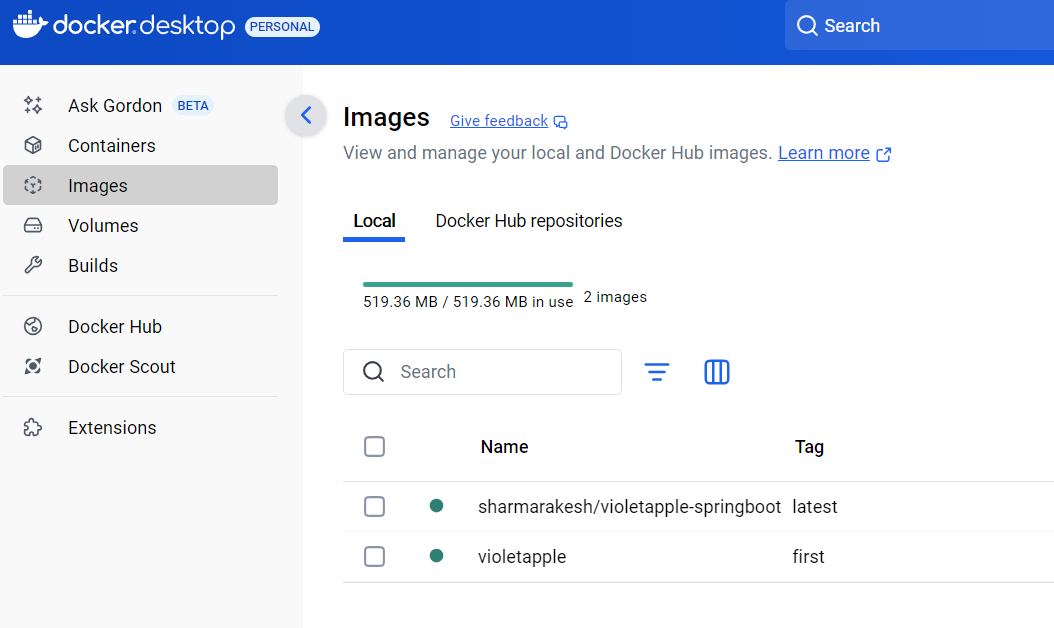 docker.desktop PERSONAL
Search
Ask Gordon BETA
Containers
Images
Volumes
Builds
Docker Hub
Docker Scout
Extensions
Images Give feedback
View and manage your local and Docker Hub images. Learn more
Local Docker Hub repositories
519.36 MB / 519.36 MB in use 2 images
Search
Name Tag
sharmarakesh/violetapple-springboot latest
violetapple first